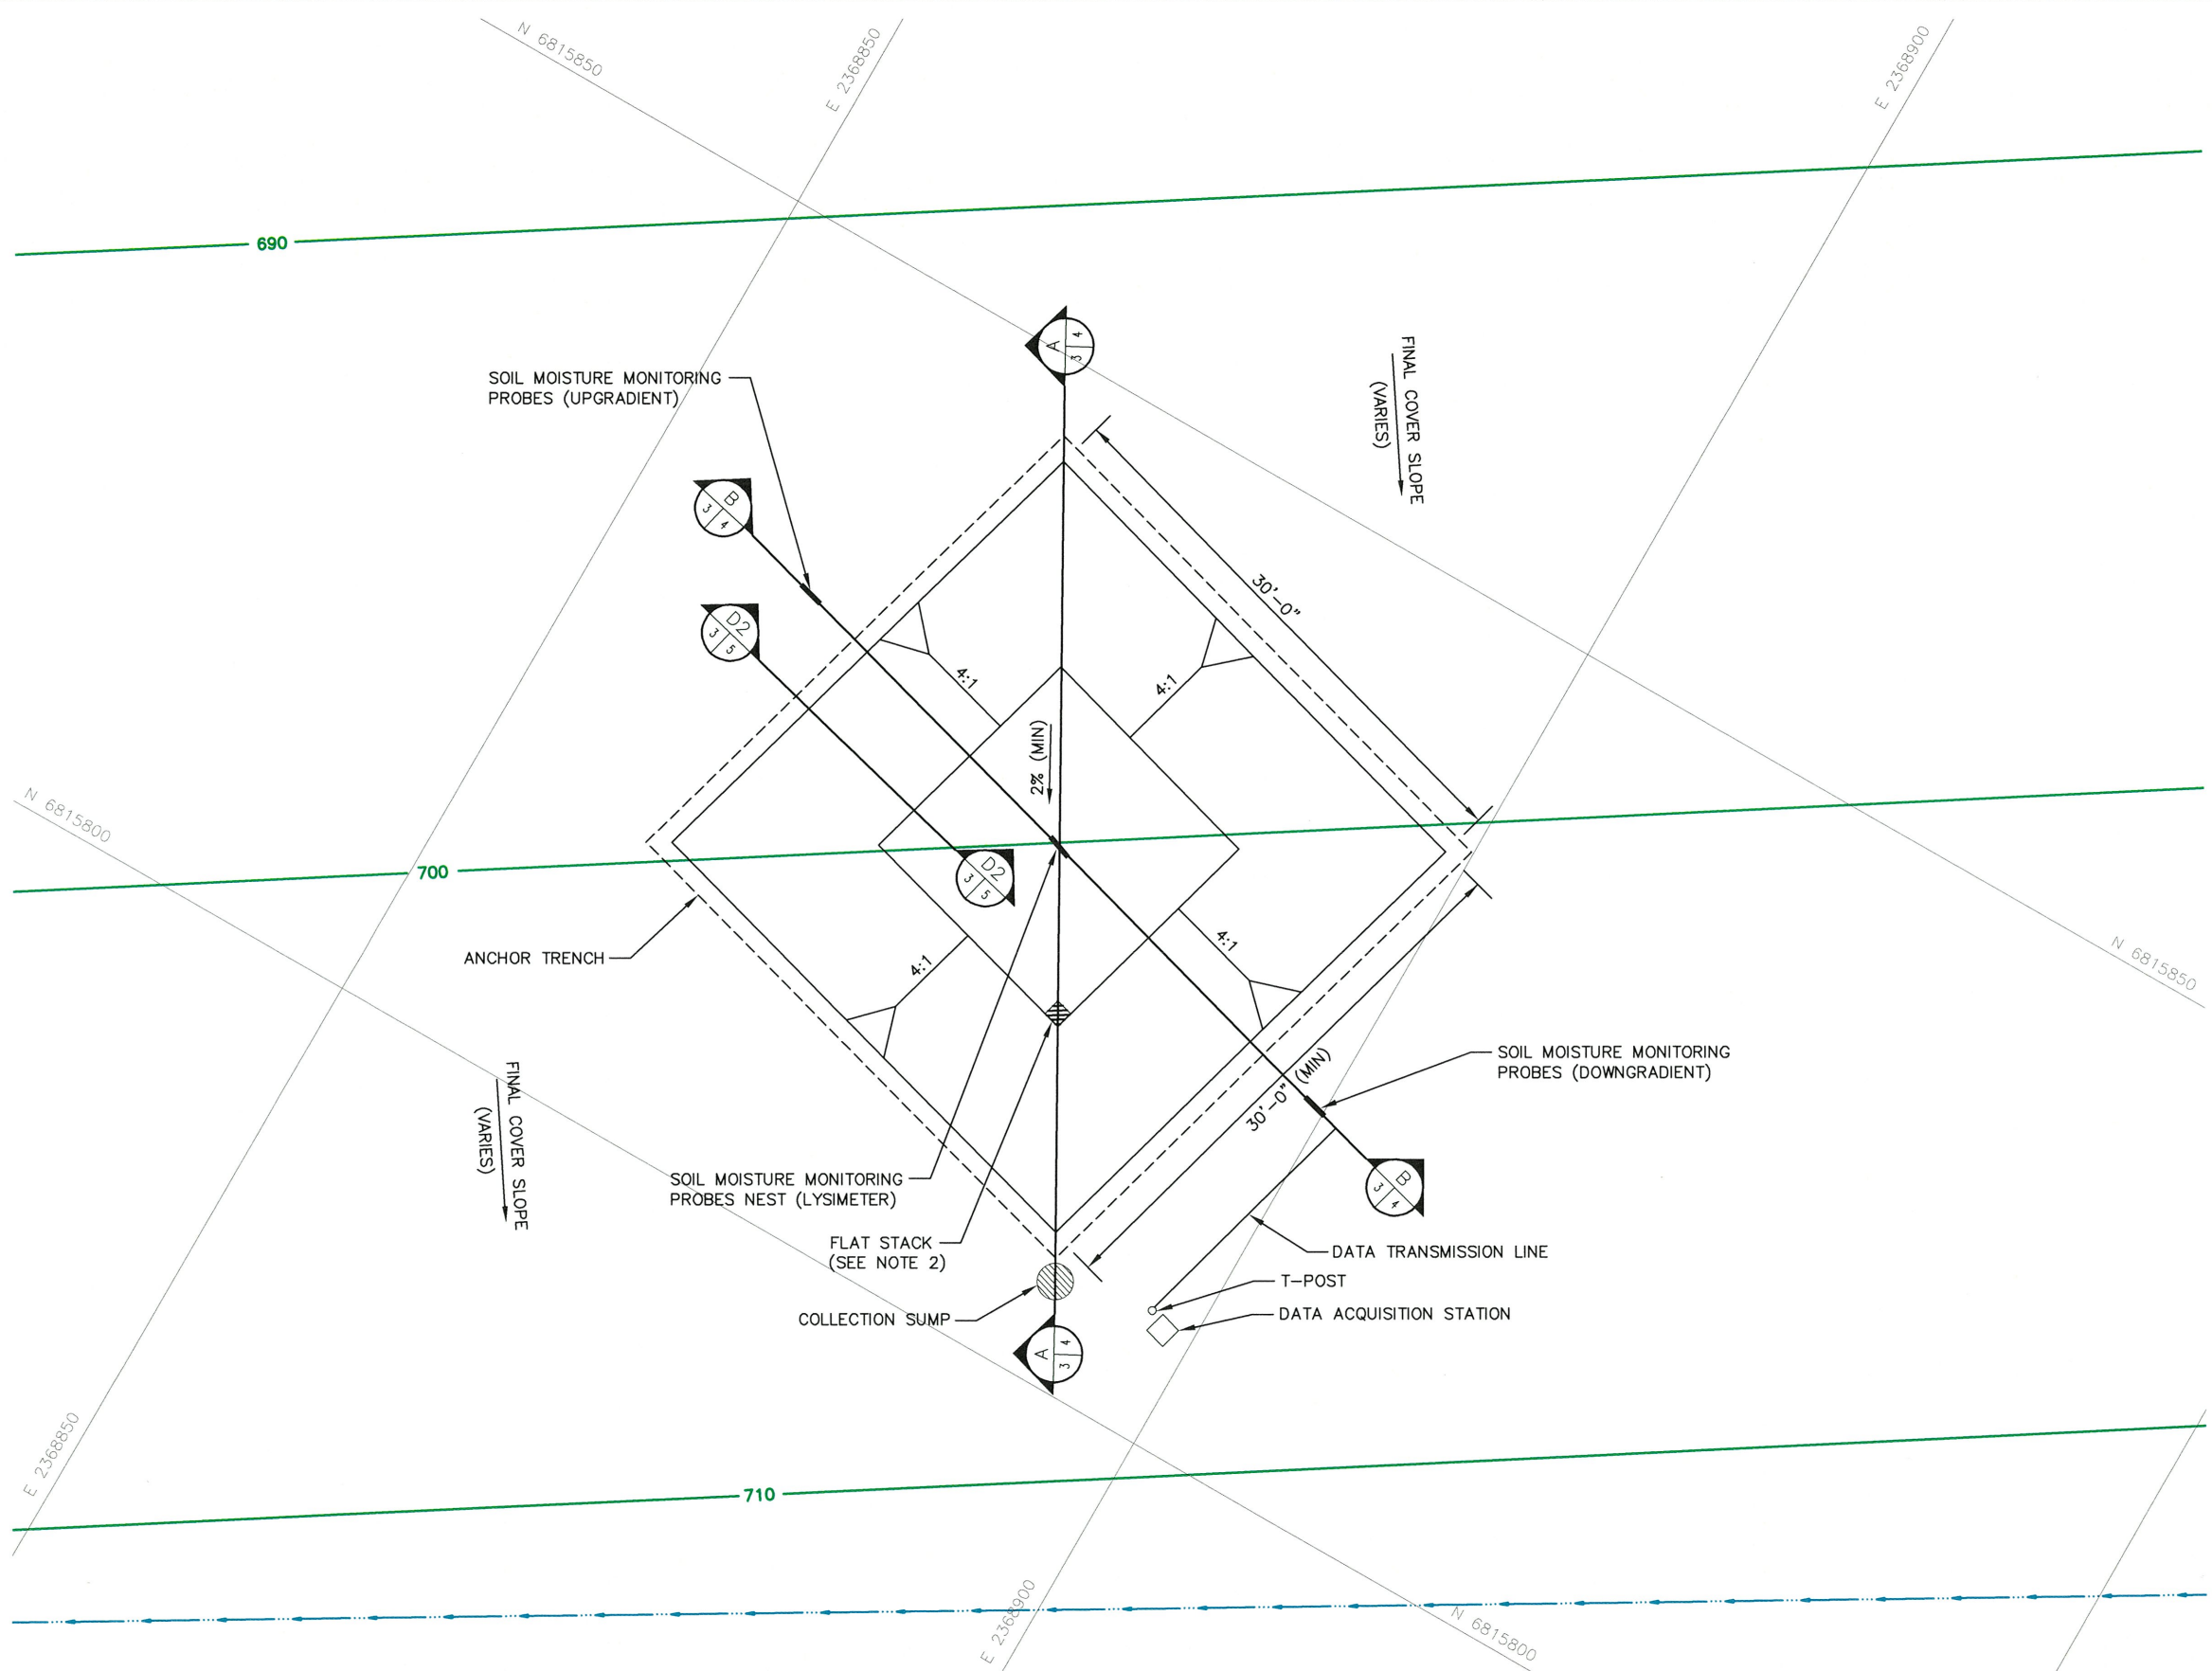 N 6815850
E 2368850
E 2368900
690
A
3 4
FINAL COVER SLOPE
(VARIES)
SOIL MOISTURE MONITORING
PROBES (UPGRADIENT)
B
3 4
D2
3 5
30'-0"
4:1
4:1
2% (MIN)
N 6815800
700
D2
3 5
ANCHOR TRENCH
4:1
4:1
N 6815850
SOIL MOISTURE MONITORING
PROBES (DOWNGRADIENT)
30'-0" (MIN)
FINAL COVER SLOPE
(VARIES)
SOIL MOISTURE MONITORING
PROBES NEST (LYSIMETER)
B
3 4
FLAT STACK
(SEE NOTE 2)
DATA TRANSMISSION LINE
T-POST
COLLECTION SUMP
DATA ACQUISITION STATION
A
3 4
E 2368850
710
E 2368900
N 6815800